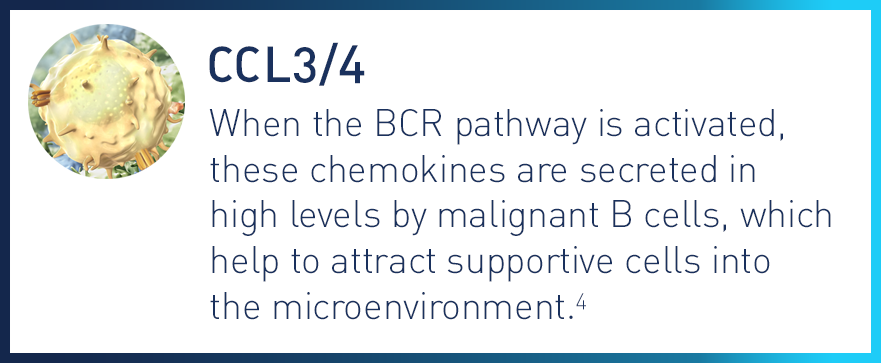 CCL3/4
When the BCR pathway is activated,
these chemokines are secreted in
high levels by malignant B cells, which
help to attract supportive cells into
the microenvironment.⁴